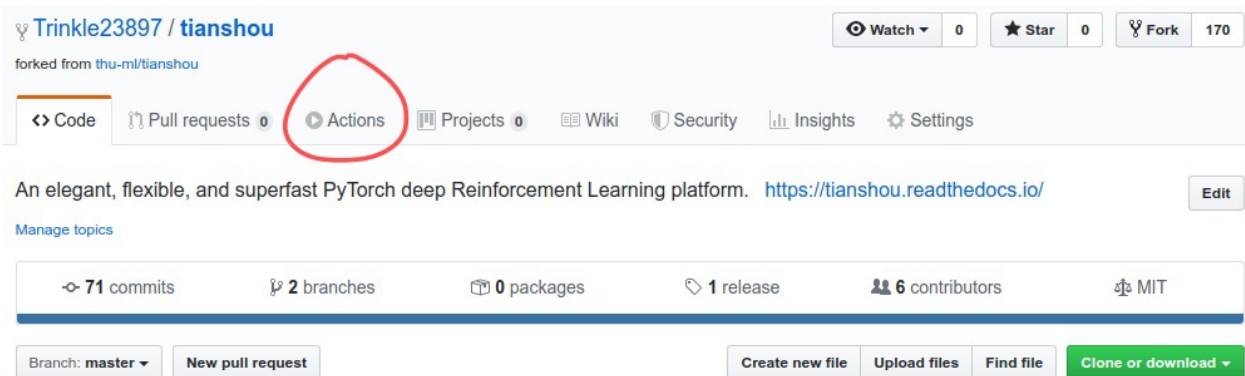 Trinkle23897 / tianshou
Watch 0 Star 0 Fork 170
forked from thu-ml/tianshou
<> Code Pull requests 0 Actions Projects 0 Wiki Security Insights Settings
An elegant, flexible, and superfast PyTorch deep Reinforcement Learning platform. https://tianshou.readthedocs.io/ Edit
Manage topics
71 commits 2 branches 0 packages 1 release 6 contributors MIT
Branch: master New pull request Create new file Upload files Find file Clone or download